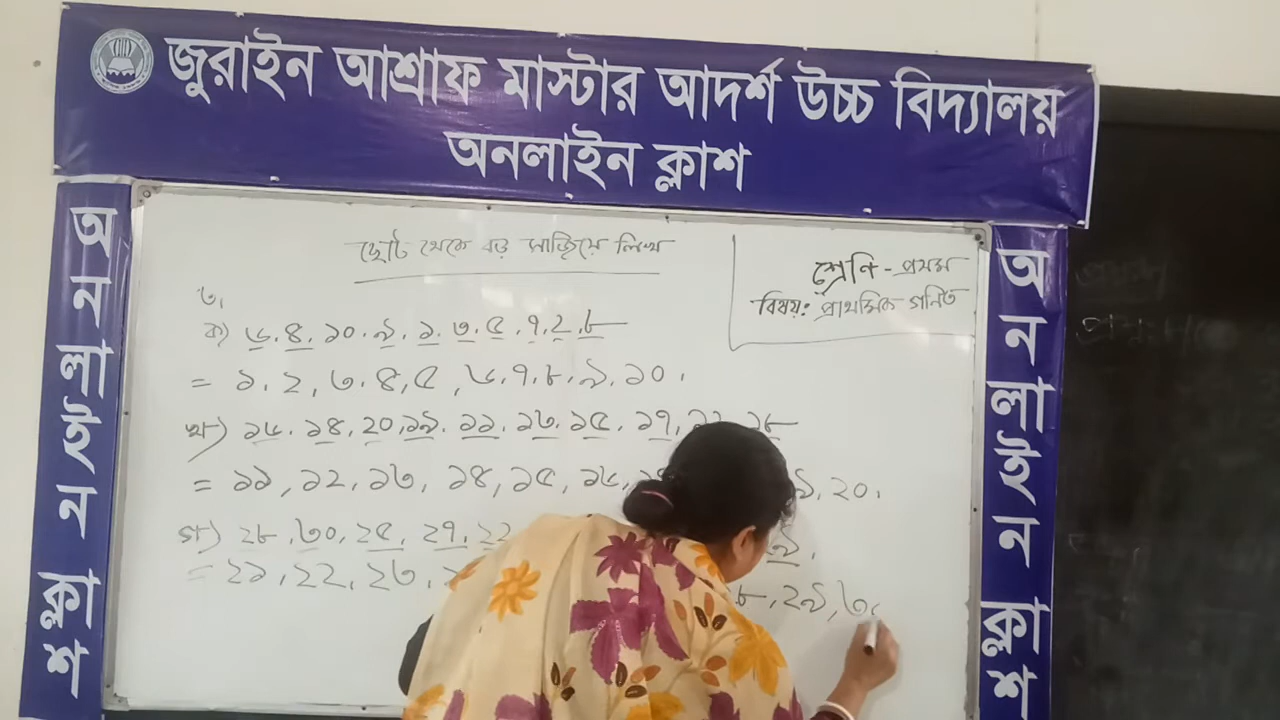 জুরাইন আশ্রাফ মাস্টার আদর্শ উচ্চ বিদ্যালয়
অনলাইন ক্লাশ
অনলাইন ক্লাশ
ছোট থেকে বড় সাজিয়ে লিখ
শ্রেণি - প্রথম
বিষয়: প্রাথমিক গনিত
৩.
ক) ৬, ৪, ১০, ৯, ১, ৩, ৫, ৭, ২, ৮
= ১, ২, ৩, ৪, ৫, ৬, ৭, ৮, ৯, ১০.
খ) ১৬, ১৪, ২০, ১৯, ১১, ১৩, ১৫, ১৭, ১৮
= ১১, ১২, ১৩, ১৪, ১৫, ১৬, ২০.
গ) ২৮, ৩০, ২৫, ২৭, ২২
= ২১, ২২, ২৩, ২৯, ৩০
অনলাইন ক্লাশ